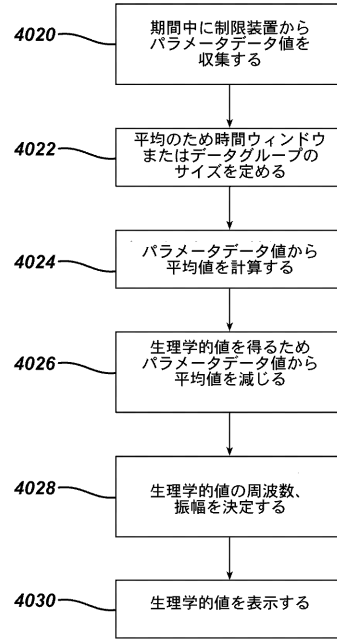 4020
期間中に制限装置から
パラメータデータ値を
収集する
4022
平均のため時間ウィンドウ
またはデータグループの
サイズを定める
4024
パラメータデータ値から
平均値を計算する
4026
生理学的値を得るため
パラメータデータ値から
平均値を減じる
4028
生理学的値の周波数、
振幅を決定する
4030
生理学的値を表示する